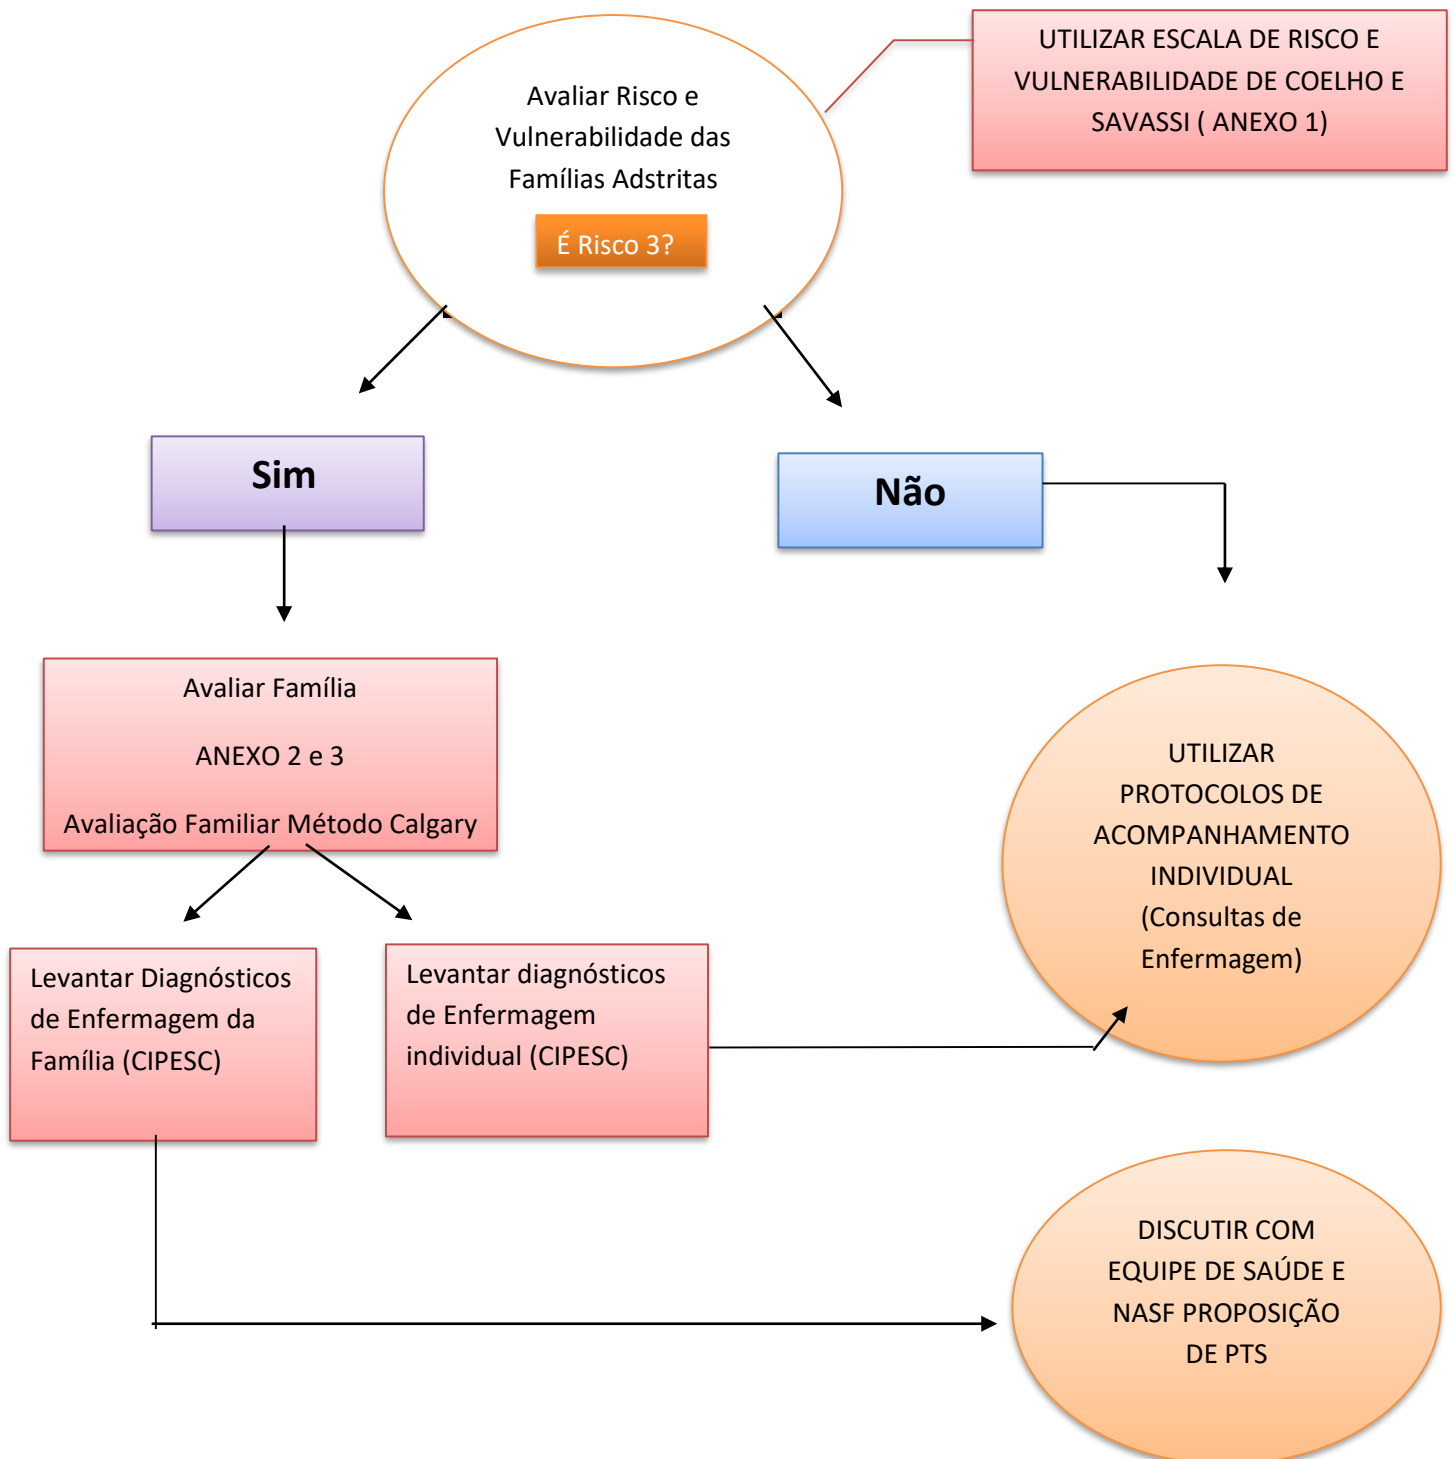 UTILIZAR ESCALA DE RISCO E
VULNERABILIDADE DE COELHO E
SAVASSI ( ANEXO 1)
Avaliar Risco e
Vulnerabilidade das
Famílias Adstritas
É Risco 3?
Sim
Não
Avaliar Família
ANEXO 2 e 3
Avaliação Familiar Método Calgary
UTILIZAR
PROTOCOLOS DE
ACOMPANHAMENTO
INDIVIDUAL
(Consultas de
Enfermagem)
Levantar Diagnósticos
de Enfermagem da
Família (CIPESC)
Levantar diagnósticos
de Enfermagem
individual (CIPESC)
DISCUTIR COM
EQUIPE DE SAÚDE E
NASF PROPOSIÇÃO
DE PTS